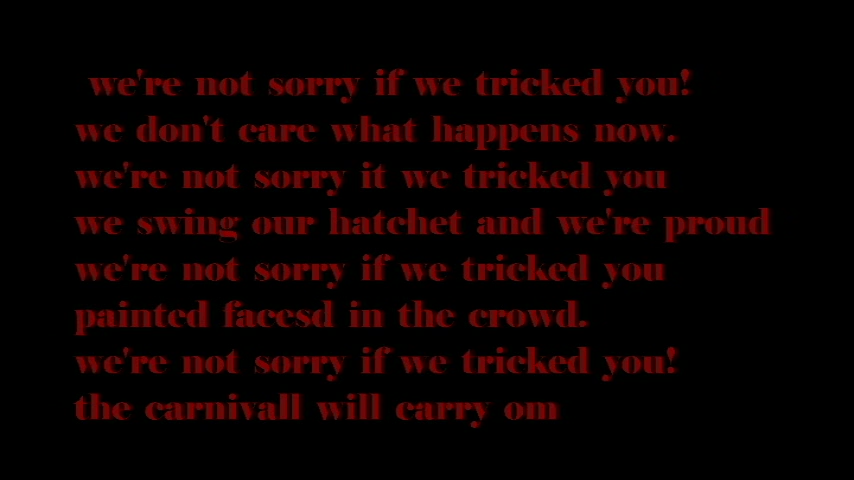 we're not sorry if we tricked you!
we don't care what happens now.
we're not sorry it we tricked you
we swing our hatchet and we're proud
we're not sorry if we tricked you
painted facesd in the crowd.
we're not sorry if we tricked you!
the carnivall will carry om